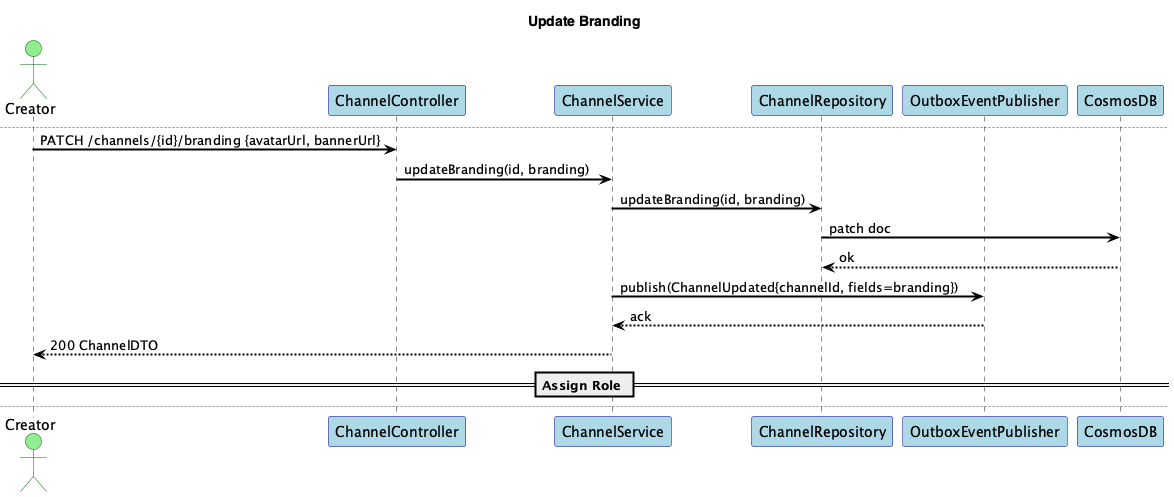 Update Branding
Creator
ChannelController
ChannelService
ChannelRepository
OutboxEventPublisher
CosmosDB
PATCH /channels/{id}/branding {avatarUrl, bannerUrl}
updateBranding(id, branding)
updateBranding(id, branding)
patch doc
ok
publish(ChannelUpdated{channelId, fields=branding})
ack
200 ChannelDTO
Assign Role
Creator
ChannelController
ChannelService
ChannelRepository
OutboxEventPublisher
CosmosDB